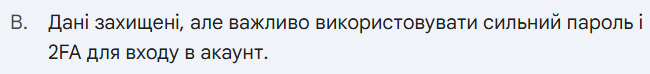 B. Дані захищені, але важливо використовувати сильний пароль і
2FA для входу в акаунт.